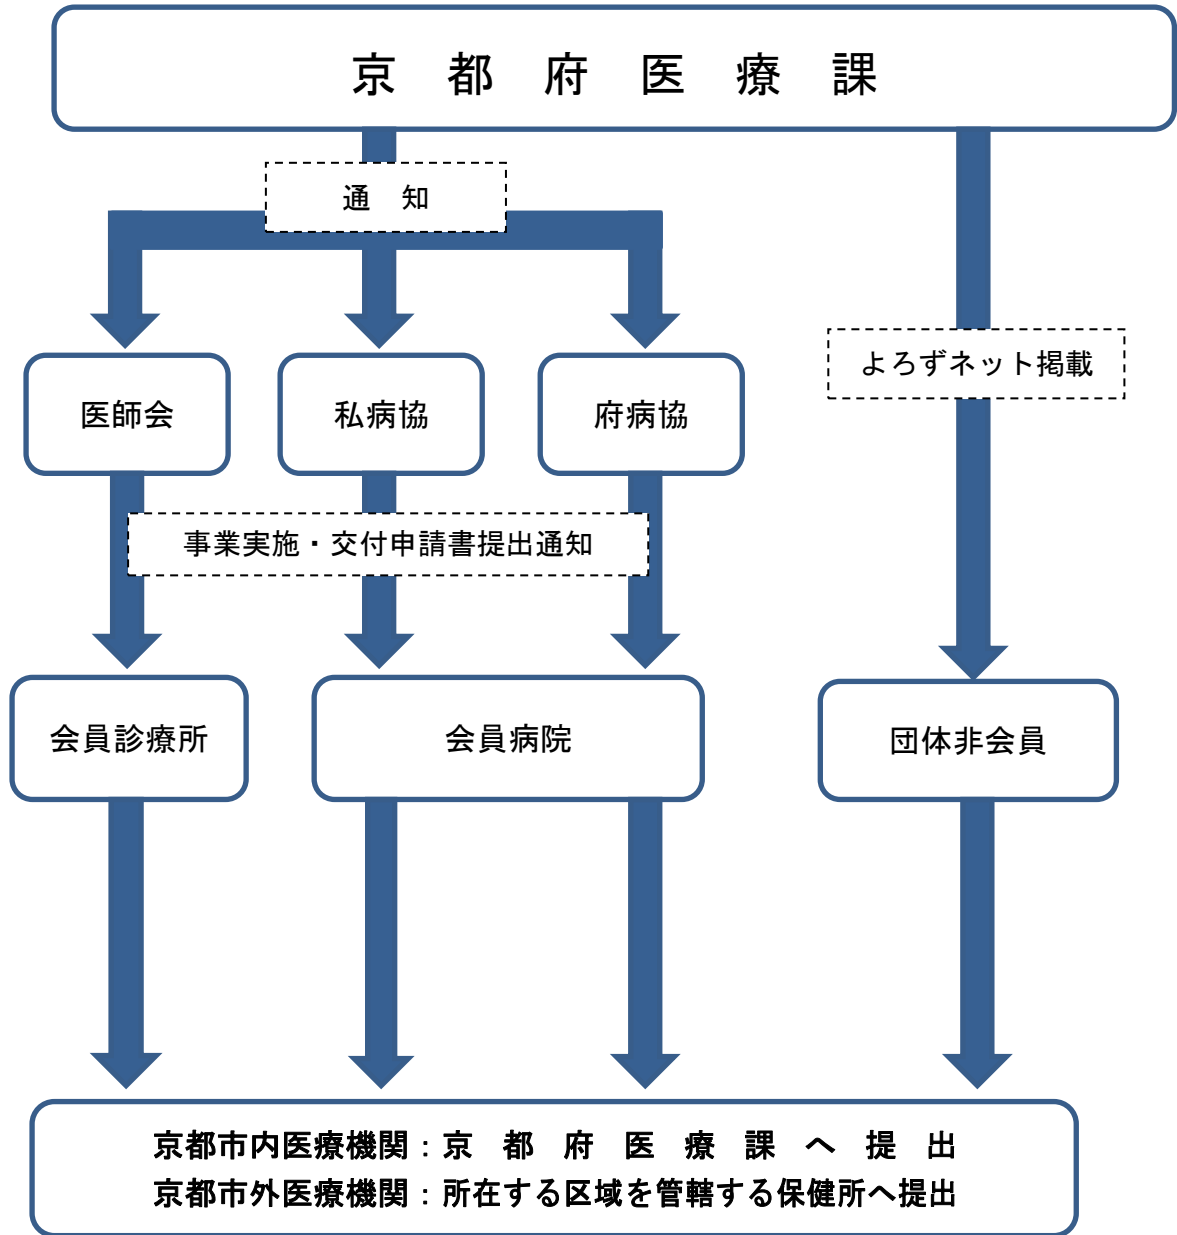 京　都　府　医　療　課
通　知
よろずネット掲載
医師会
私病協
府病協
事業実施・交付申請書提出通知
会員診療所
会員病院
団体非会員
京都市内医療機関：京　都　府　医　療　課　へ　提　出
京都市外医療機関：所在する区域を管轄する保健所へ提出